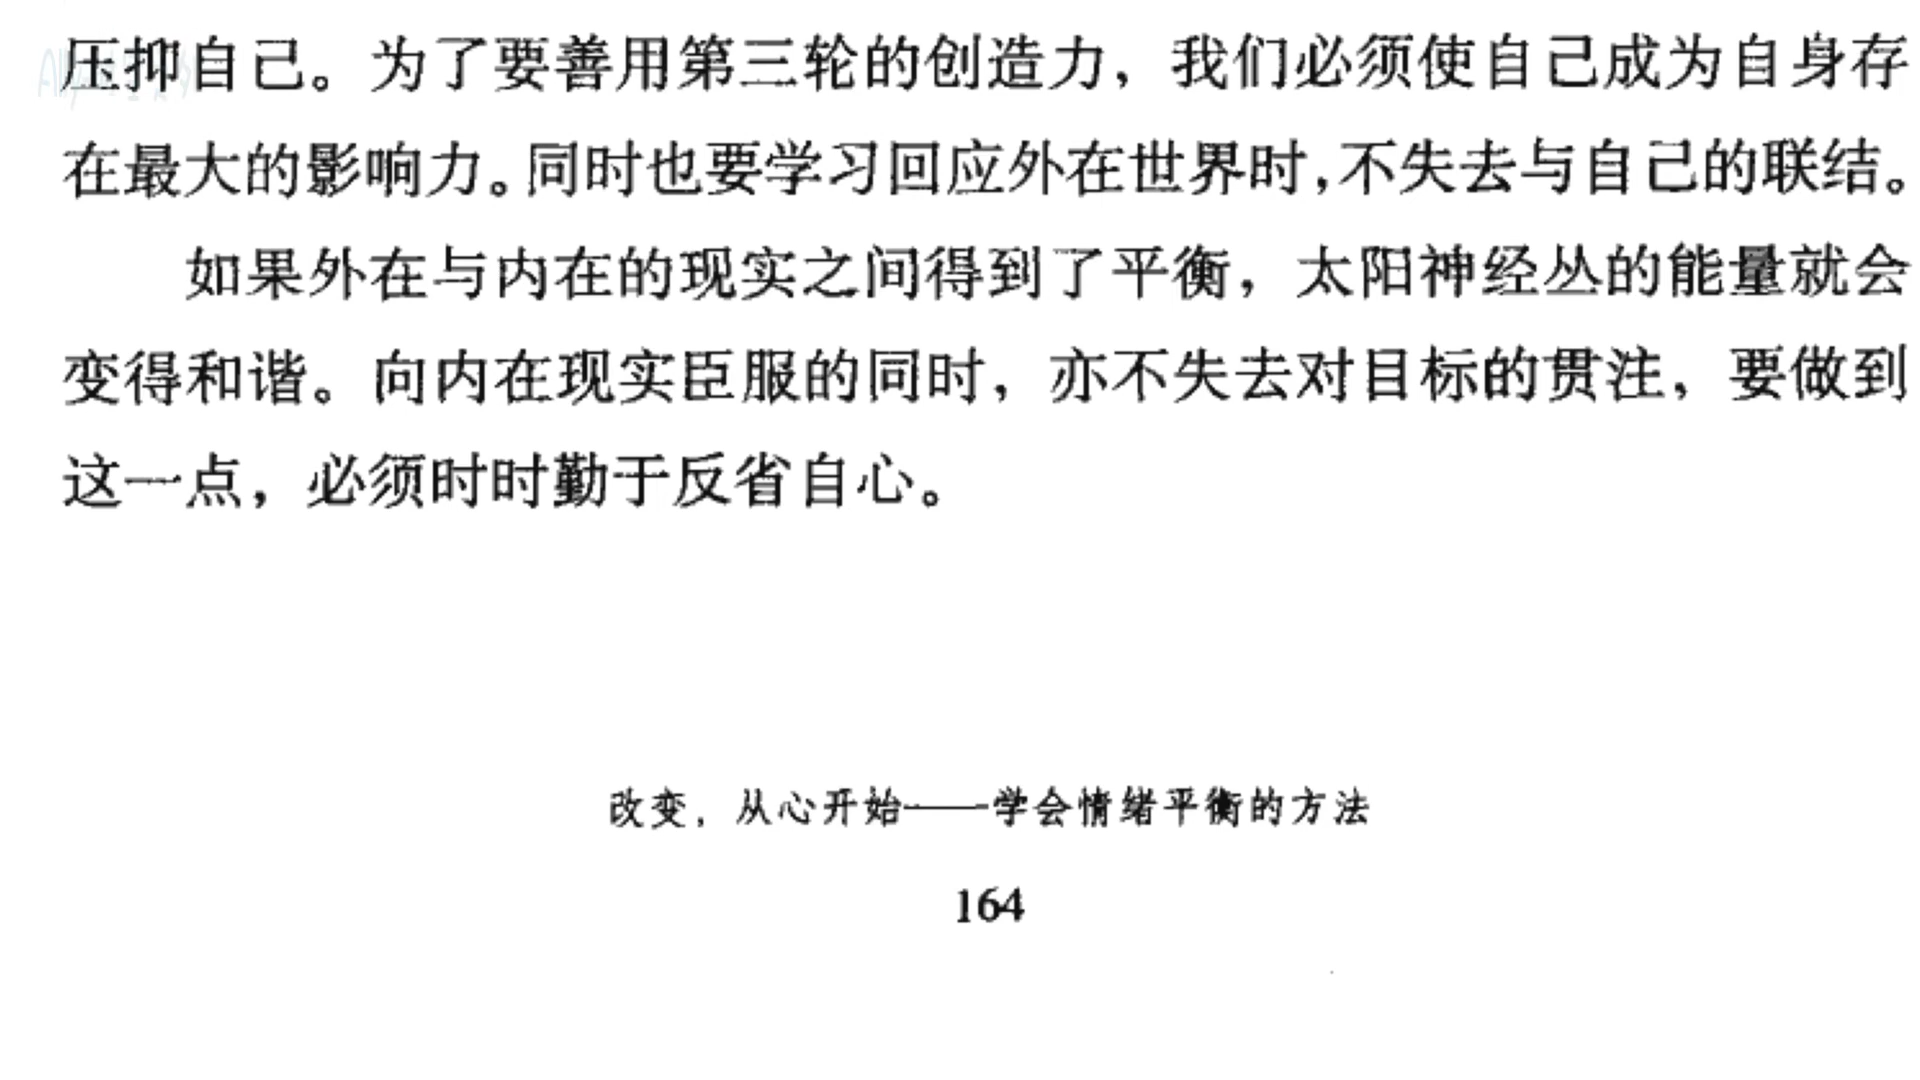 压抑自己。为了要善用第三轮的创造力，我们必须使自己成为自身存
在最大的影响力。同时也要学习回应外在世界时，不失去与自己的联结。
如果外在与内在的现实之间得到了平衡，太阳神经丛的能量就会
变得和谐。向内在现实臣服的同时，亦不失去对目标的贯注，要做到
这一点，必须时时勤于反省自心。
改变，从心开始——学会情绪平衡的方法
164